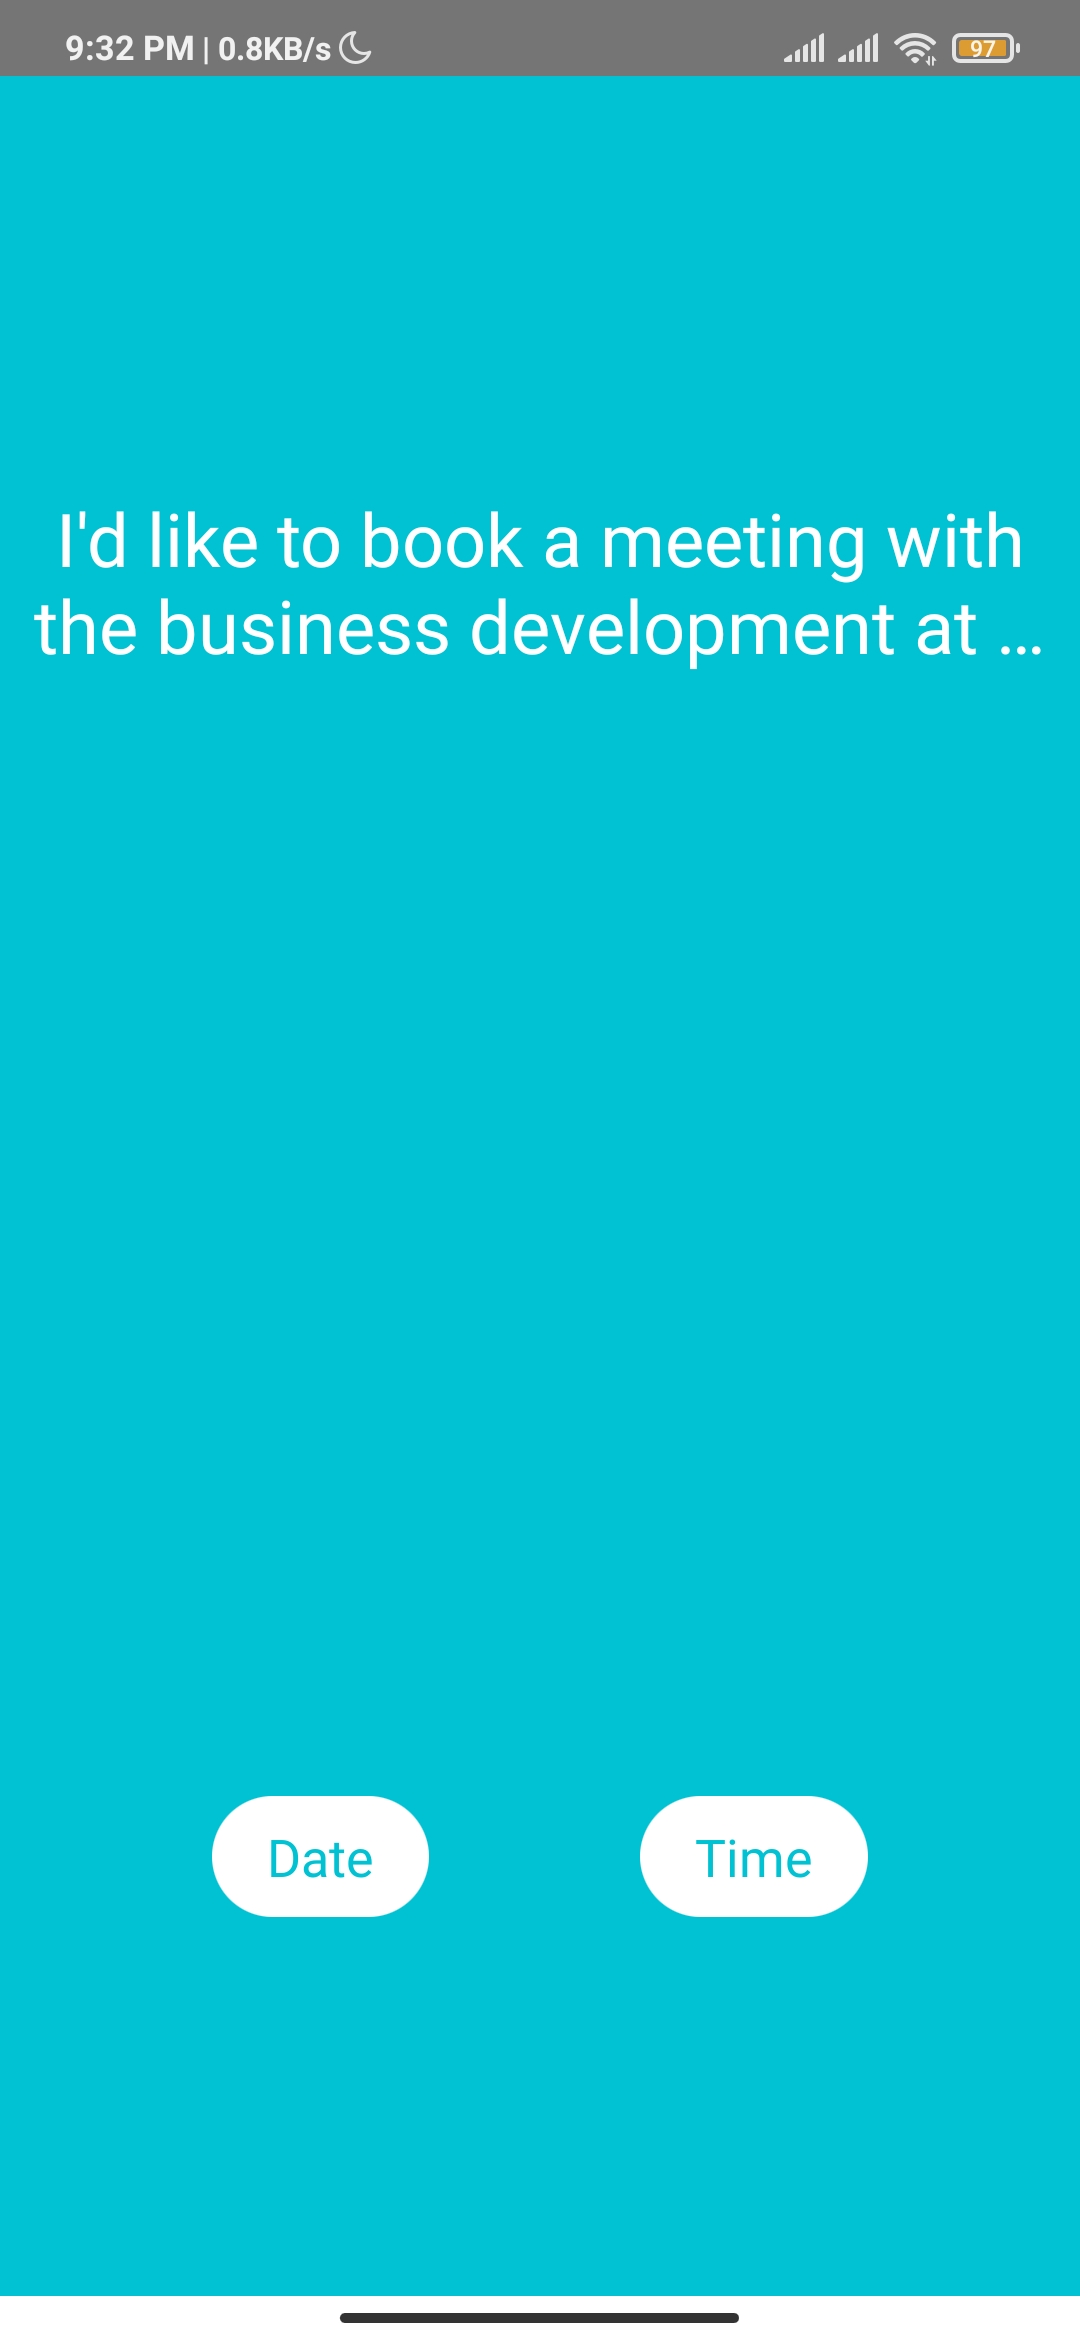 9:32 PM | 0.8KB/s
97
I'd like to book a meeting with
the business development at ...
Date
Time